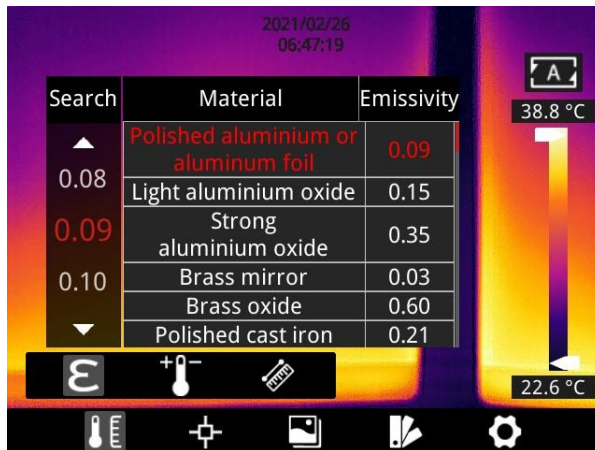 2021/02/26
06:47:19
A
38.8 °C
Search
Material
Emissivity
0.08
0.09
0.10
Polished aluminium or
aluminum foil
0.09
Light aluminium oxide
0.15
Strong
aluminium oxide
0.35
Brass mirror
0.03
Brass oxide
0.60
Polished cast iron
0.21
ε
+ −
22.6 °C